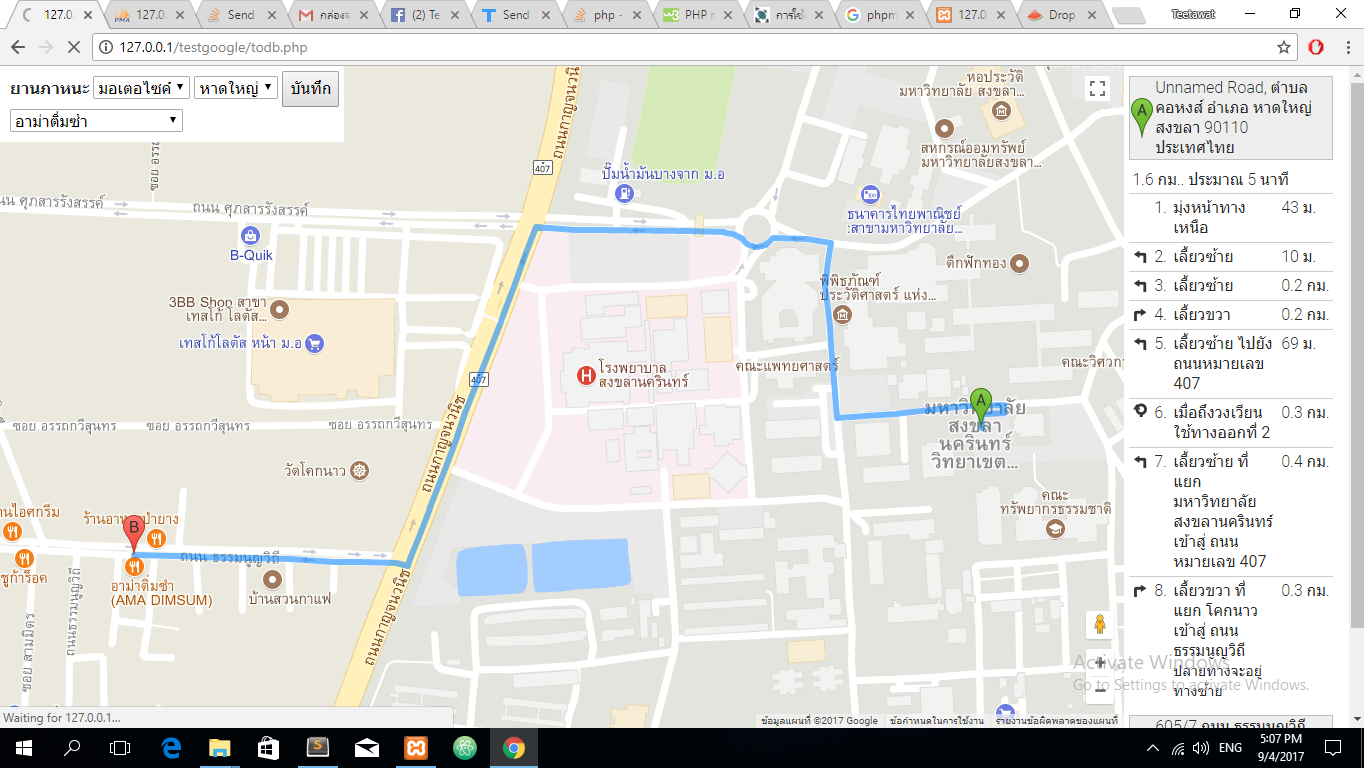 127.0
127.0
Send
กล่องจ
(2) Te
Send
php -
PHP r
การใช้
phpm
127.0
Drop
Teetawat
127.0.0.1/testgoogle/todb.php
ยานภาหนะ มอเตอไซค์ หาดใหญ่ บันทึก
อาม่าติ่มซำ
หอประวัติ
มหาวิทยาลัย สงขลา...
สหกรณ์ออมทรัพย์
มหาวิทยาลัยสงขลา...
ถนนกาญจนวนิช
407
ปั๊มน้ำมันบางจาก ม.อ
ธนาคารไทยพาณิชย์
:สาขามหาวิทยาลัย...
ถนน ศุภสารรังสรรค์
ถนน ศุภสารรังสรรค์
B-Quik
ตึกฟักทอง
พิพิธภัณฑ์
ประวัติศาสตร์ แห่ง...
3BB Shop สาขา
เทสโก้ โลตัส...
เทสโก้โลตัส หน้า ม.อ
407
โรงพยาบาล
สงขลานครินทร์
คณะแพทยศาสตร์
คณะวิศวกร
ซอย อรรถกวีสุนทร
ซอย อรรถกวีสุนทร
ซอย อรรถกวีสุนทร
A
มหาวิทยาลัย
สงขลา
นครินทร์
วิทยาเขต...
วัดโคกนาว
ถนนกาญจนวนิช
คณะ
ทรัพยากรธรรมชาติ
B
ถนน ธรรมนูญวิถี
อาม่าติ่มซำ
(AMA DIMSUM)
บ้านสวนกาแฟ
ถนนธรรมนูญวิถี
ซอย สามมิตร
ถนนกาญจนวนิช
ข้อมูลแผนที่ ©2017 Google
ข้อกำหนดในการใช้งาน
รายงานข้อผิดพลาดของแผนที่
A
Unnamed Road, ตำบล
คอหงส์ อำเภอ หาดใหญ่
สงขลา 90110
ประเทศไทย
1.6 กม.. ประมาณ 5 นาที
1. มุ่งหน้าทาง 43 ม.
เหนือ
2. เลี้ยวซ้าย 10 ม.
3. เลี้ยวซ้าย 0.2 กม.
4. เลี้ยวขวา 0.2 กม.
5. เลี้ยวซ้าย ไปยัง 69 ม.
ถนนหมายเลข
407
6. เมื่อถึงวงเวียน 0.3 กม.
ใช้ทางออกที่ 2
7. เลี้ยวซ้าย ที่ 0.4 กม.
แยก
มหาวิทยาลัย
สงขลานครินทร์
เข้าสู่ ถนน
หมายเลข 407
8. เลี้ยวขวา ที่ 0.3 กม.
แยก โคกนาว
เข้าสู่ ถนน
ธรรมนูญวิถี
ปลายทางจะอยู่
ทางซ้าย
605/7 ถนน ธรรมนูญวิถี
Activate Windows
Go to Settings to activate Windows.
Waiting for 127.0.0.1...
ENG
5:07 PM
9/4/2017